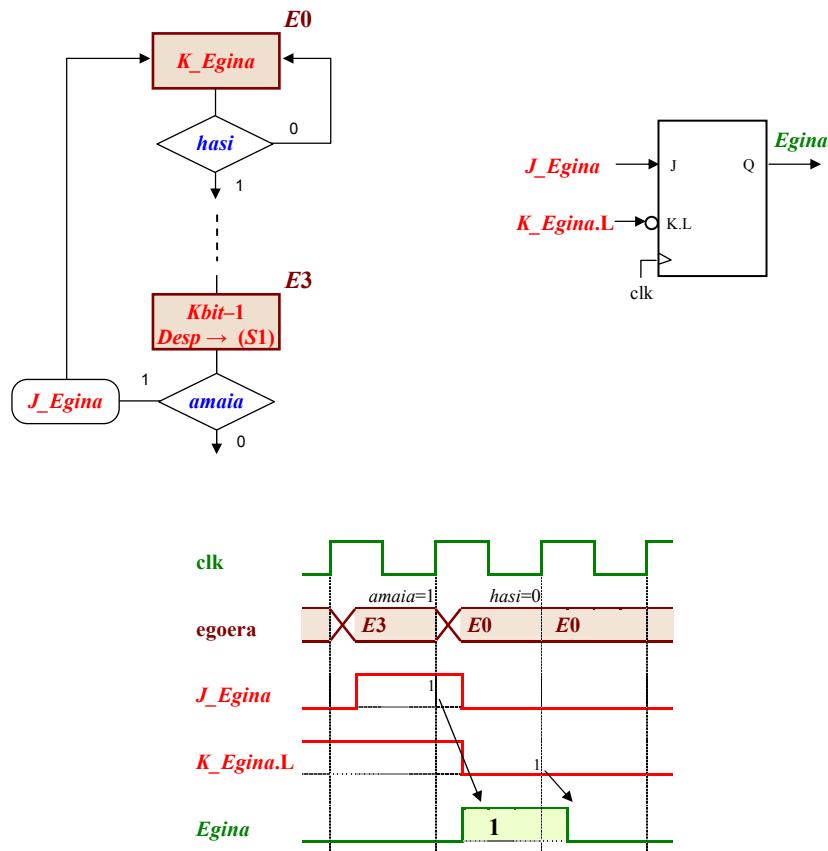 E0
K_Egina
0
hasi
1
Egina
J_Egina
J
Q
K_Egina.L
K.L
clk
E3
Kbit–1
Desp → (S1)
1
J_Egina
amaia
0
clk
amaia=1
hasi=0
egoera
E3
E0
E0
J_Egina
1
K_Egina.L
1
Egina
1